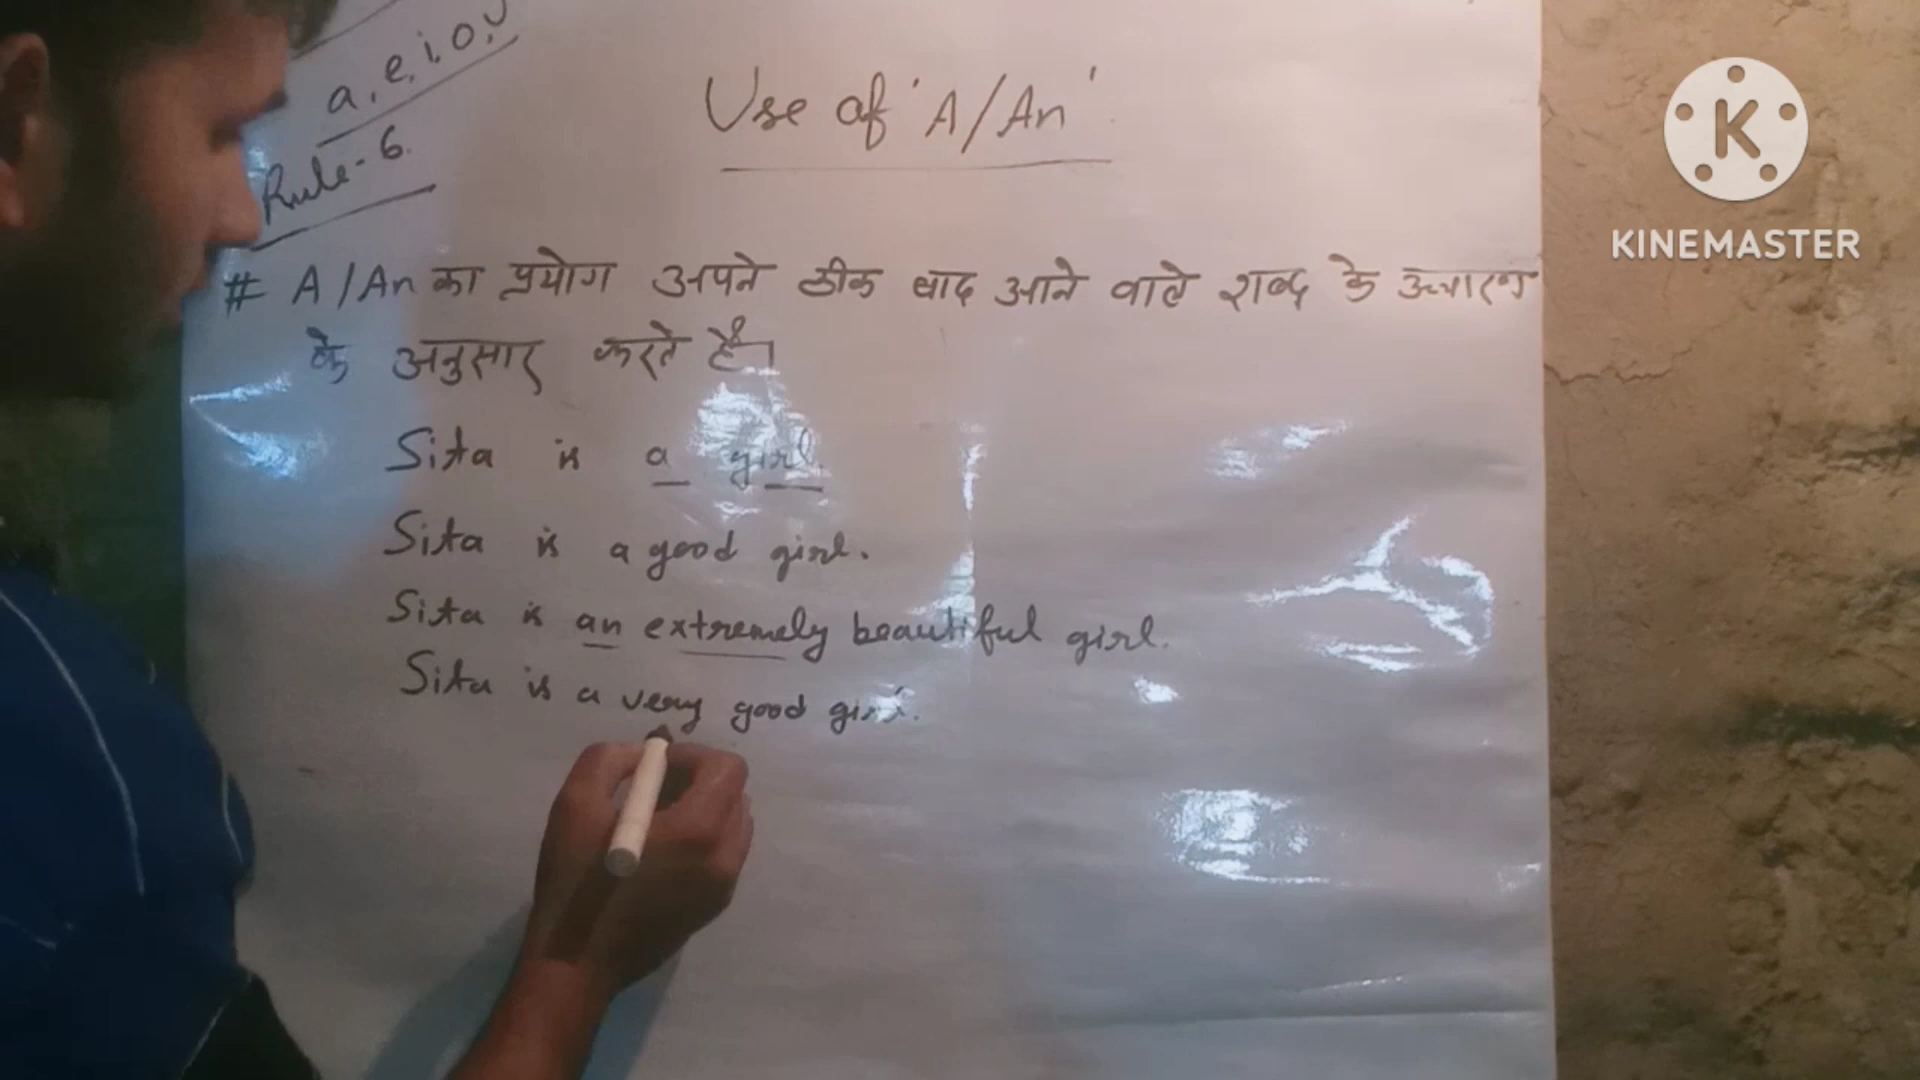 a, e, i, o, u
Use of 'A/An'
Rule-6.
# A/An का प्रयोग अपने ठीक बाद आने वाले शब्द के उच्चारण
के अनुसार करते हैं।
Sita is a girl.
Sita is a good girl.
Sita is an extremely beautiful girl.
Sita is a very good girl.
K
KINEMASTER